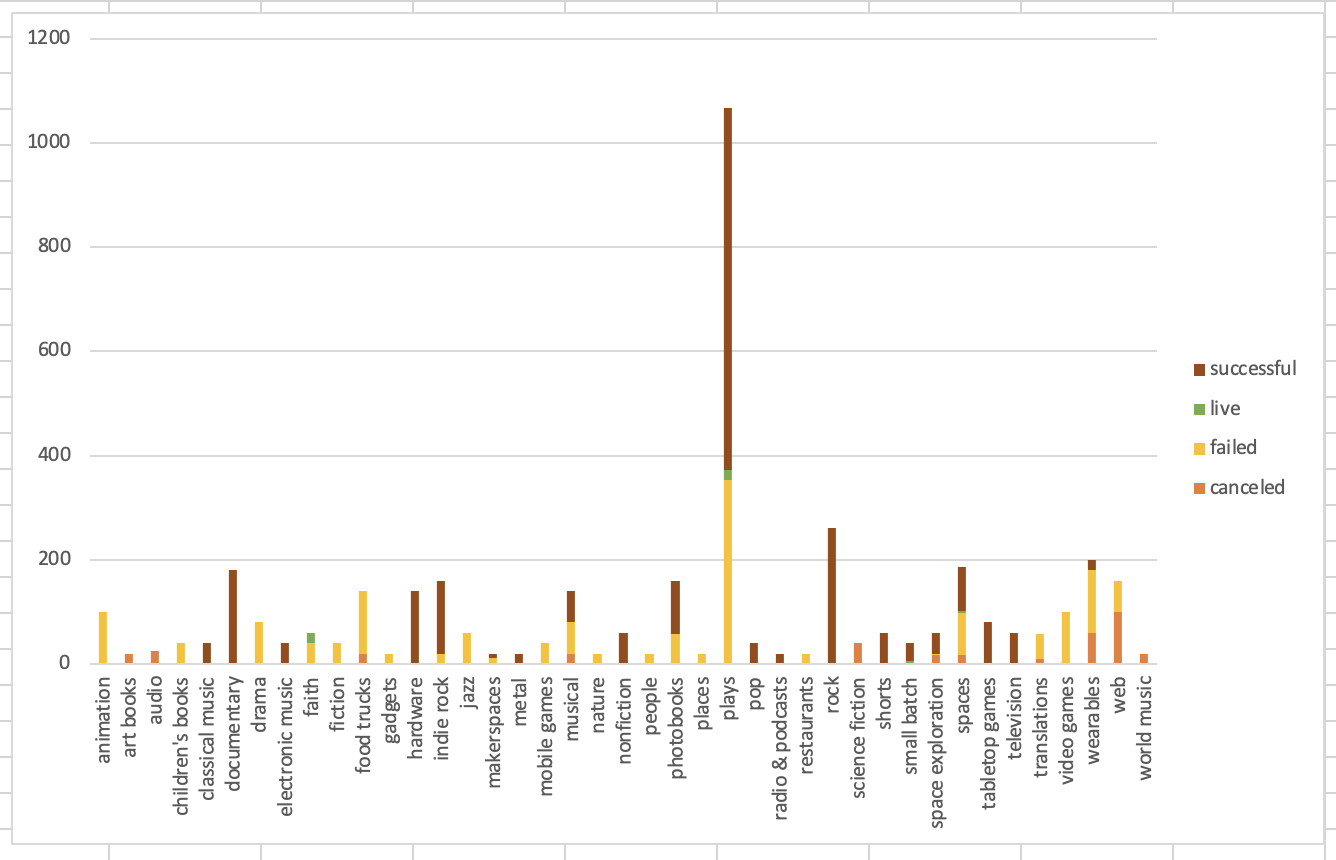 1200
1000
800
600
400
200
0
animation
art books
audio
children's books
classical music
documentary
drama
electronic music
faith
fiction
food trucks
gadgets
hardware
indie rock
jazz
makerspaces
metal
mobile games
musical
nature
nonfiction
people
photobooks
places
plays
pop
radio & podcasts
restaurants
rock
science fiction
shorts
small batch
space exploration
spaces
tabletop games
television
translations
video games
wearables
web
world music
successful
live
failed
canceled